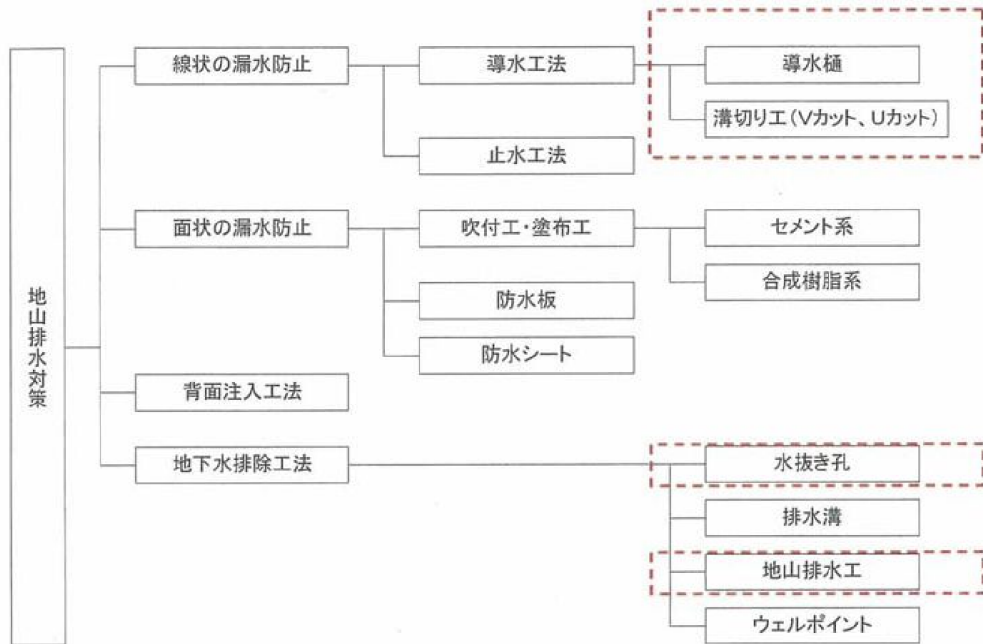 地山排水対策
線状の漏水防止
導水工法
導水樋
溝切り工(Vカット、Uカット)
止水工法
面状の漏水防止
吹付工・塗布工
セメント系
合成樹脂系
防水板
防水シート
背面注入工法
地下水排除工法
水抜き孔
排水溝
地山排水工
ウェルポイント